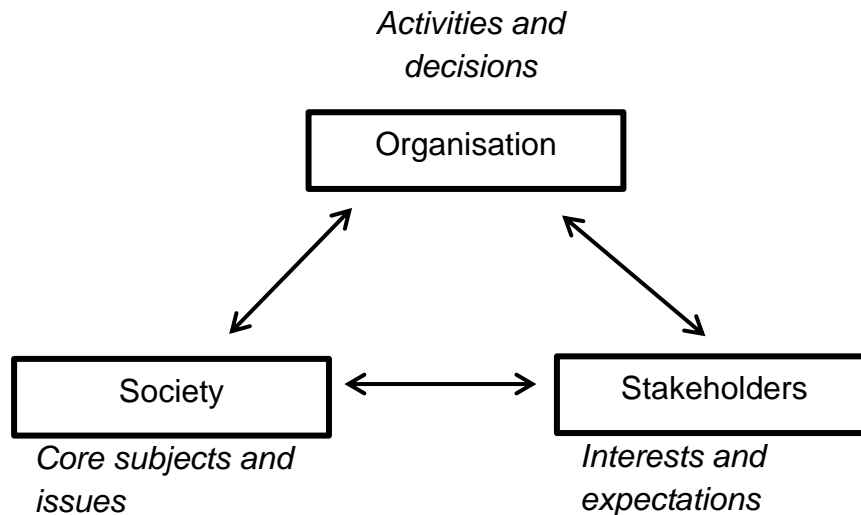 Activities and
decisions
Organisation
Society
Stakeholders
Core subjects and
issues
Interests and
expectations